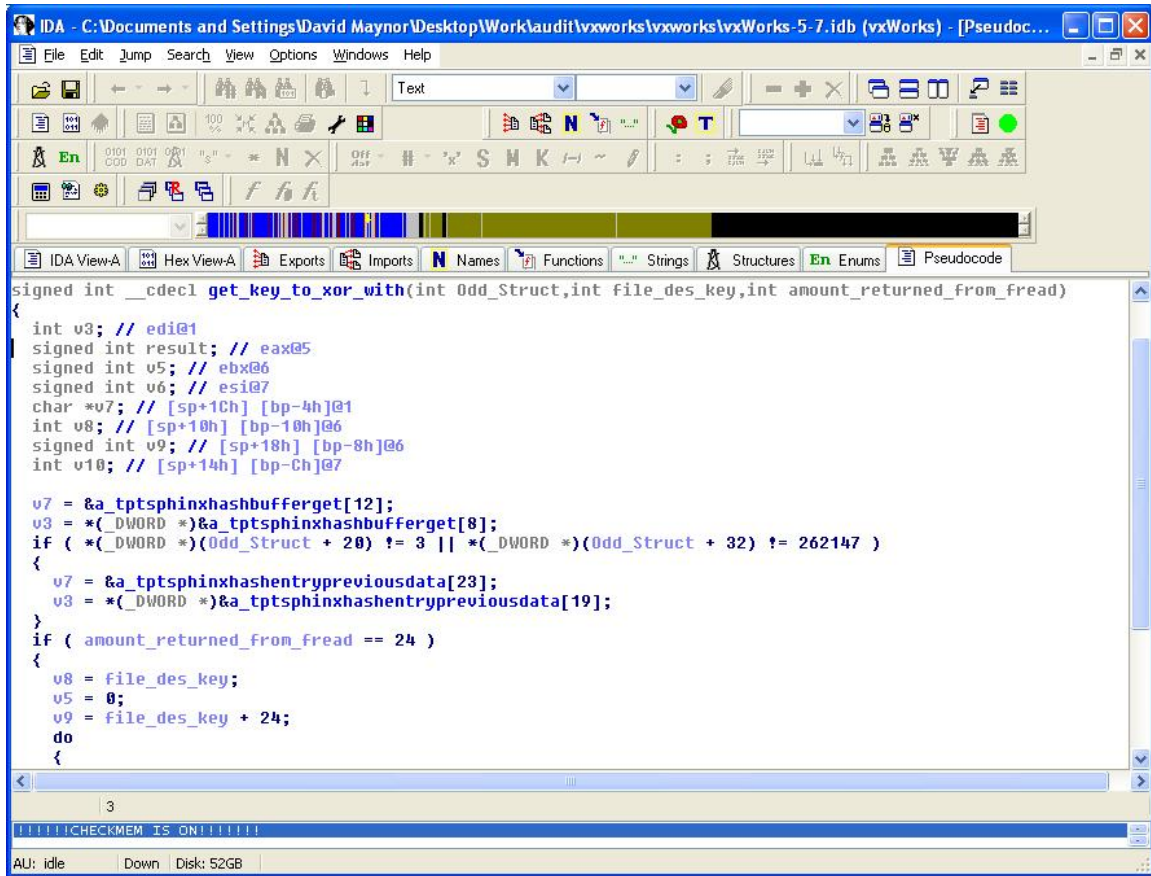 IDA - C:\Documents and Settings\David Maynor\Desktop\Work\audit\vxworks\vxworks\vxWorks-5-7.idb (vxWorks) - [Pseudoc...
File Edit Jump Search View Options Windows Help
Text
En
IDA View-A Hex View-A Exports Imports N Names Functions "..." Strings Structures En Enums Pseudocode
signed int __cdecl get_key_to_xor_with(int Odd_Struct,int file_des_key,int amount_returned_from_fread)
{
int v3; // edi@1
signed int result; // eax@5
signed int v5; // ebx@6
signed int v6; // esi@7
char *v7; // [sp+1Ch] [bp-4h]@1
int v8; // [sp+10h] [bp-10h]@6
signed int v9; // [sp+18h] [bp-8h]@6
int v10; // [sp+14h] [bp-Ch]@7
v7 = &a_tptsphinxhashbufferget[12];
v3 = *(_DWORD *)&a_tptsphinxhashbufferget[8];
if ( *(_DWORD *)(Odd_Struct + 20) != 3 || *(_DWORD *)(Odd_Struct + 32) != 262147 )
{
v7 = &a_tptsphinxhashentrypreviousdata[23];
v3 = *(_DWORD *)&a_tptsphinxhashentrypreviousdata[19];
}
if ( amount_returned_from_fread == 24 )
{
v8 = file_des_key;
v5 = 0;
v9 = file_des_key + 24;
do
{
3
!!!!!!CHECKMEM IS ON!!!!!!!
AU: idle Down Disk: 52GB